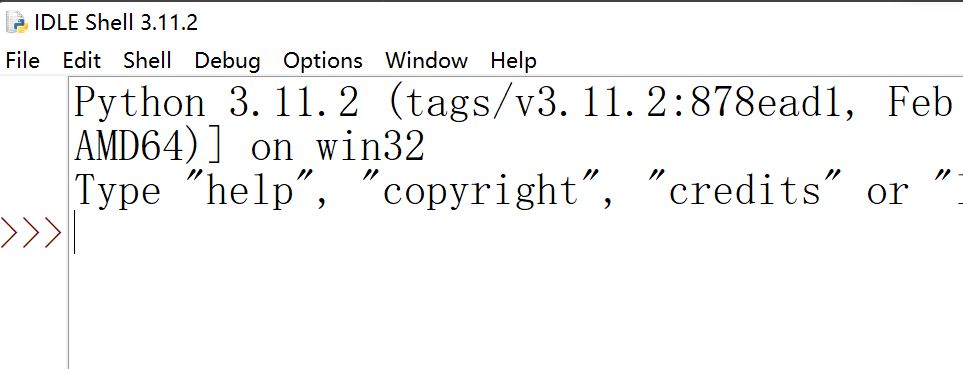 IDLE Shell 3.11.2
File Edit Shell Debug Options Window Help
Python 3.11.2 (tags/v3.11.2:878ead1, Feb
AMD64)] on win32
Type "help", "copyright", "credits" or "
>>>